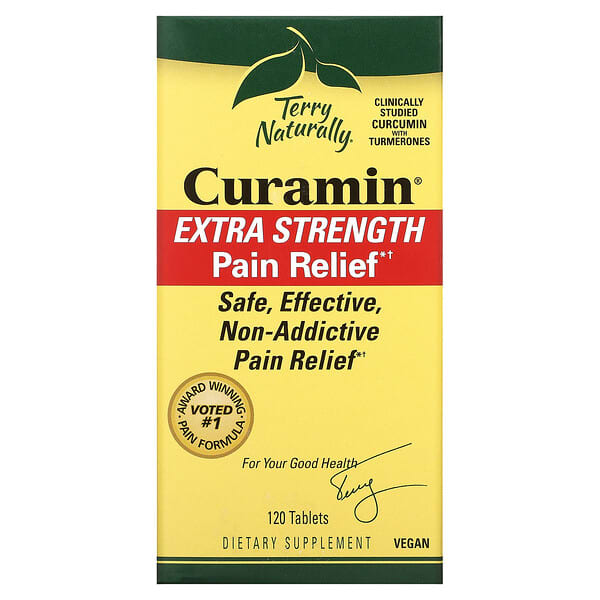 Terry
Naturally®
CLINICALLY
STUDIED
CURCUMIN
WITH
TURMERONES
Curamin®
EXTRA STRENGTH
Pain Relief*†
Safe, Effective,
Non-Addictive
Pain Relief*†
AWARD WINNING
VOTED
#1
PAIN FORMULA
For Your Good Health
Terry
120 Tablets
DIETARY SUPPLEMENT
VEGAN